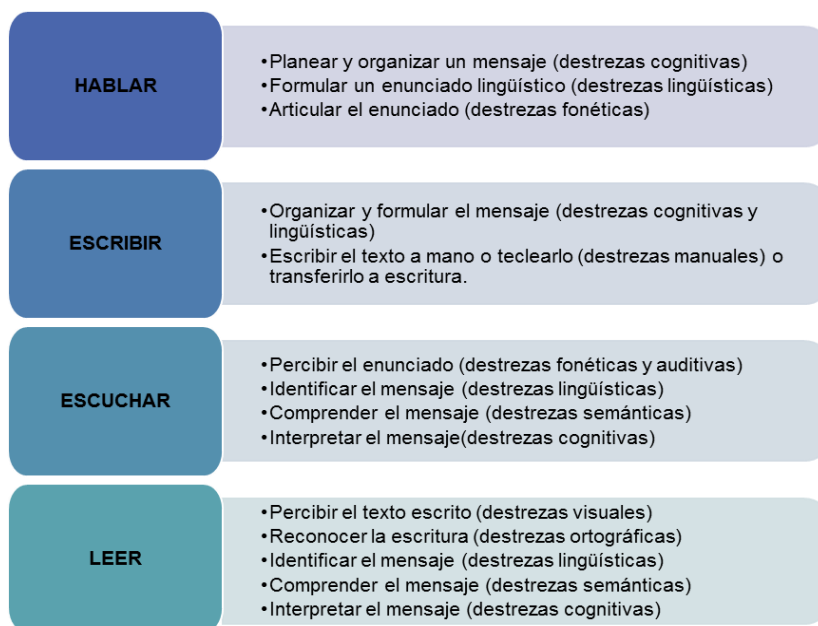 HABLAR
•Planear y organizar un mensaje (destrezas cognitivas)
•Formular un enunciado lingüístico (destrezas lingüísticas)
•Articular el enunciado (destrezas fonéticas)
ESCRIBIR
•Organizar y formular el mensaje (destrezas cognitivas y
lingüísticas)
•Escribir el texto a mano o teclearlo (destrezas manuales) o
transferirlo a escritura.
ESCUCHAR
•Percibir el enunciado (destrezas fonéticas y auditivas)
•Identificar el mensaje (destrezas lingüísticas)
•Comprender el mensaje (destrezas semánticas)
•Interpretar el mensaje(destrezas cognitivas)
LEER
•Percibir el texto escrito (destrezas visuales)
•Reconocer la escritura (destrezas ortográficas)
•Identificar el mensaje (destrezas lingüísticas)
•Comprender el mensaje (destrezas semánticas)
•Interpretar el mensaje (destrezas cognitivas)